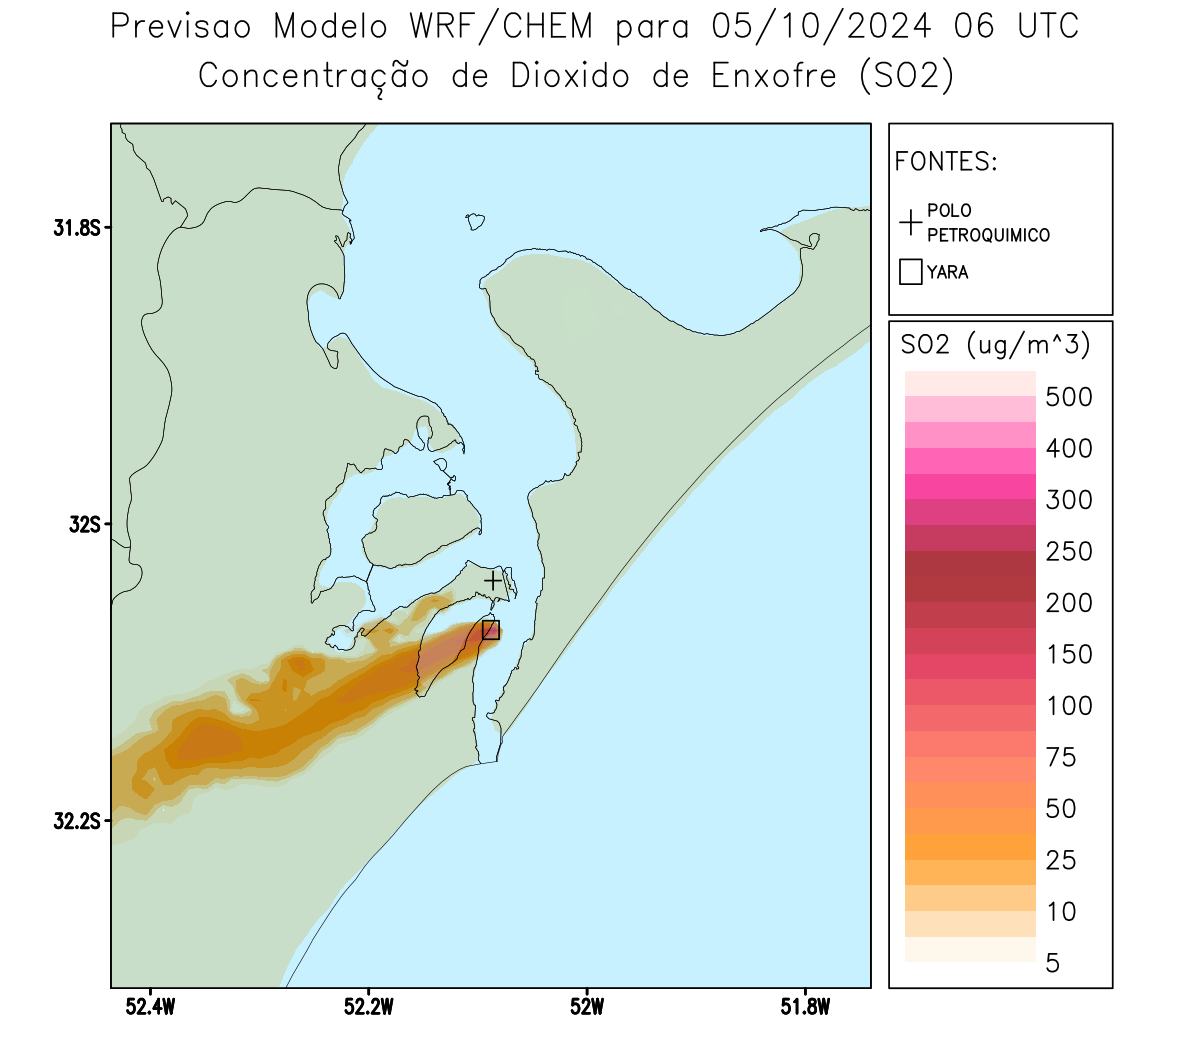 Previsao Modelo WRF/CHEM para 05/10/2024 06 UTC
Concentração de Dioxido de Enxofre (SO2)
FONTES:
POLO
PETROQUIMICO
YARA
SO2 (ug/m^3)
500
400
300
250
200
150
100
75
50
25
10
5
31.8S
32S
32.2S
52.4W
52.2W
52W
51.8W